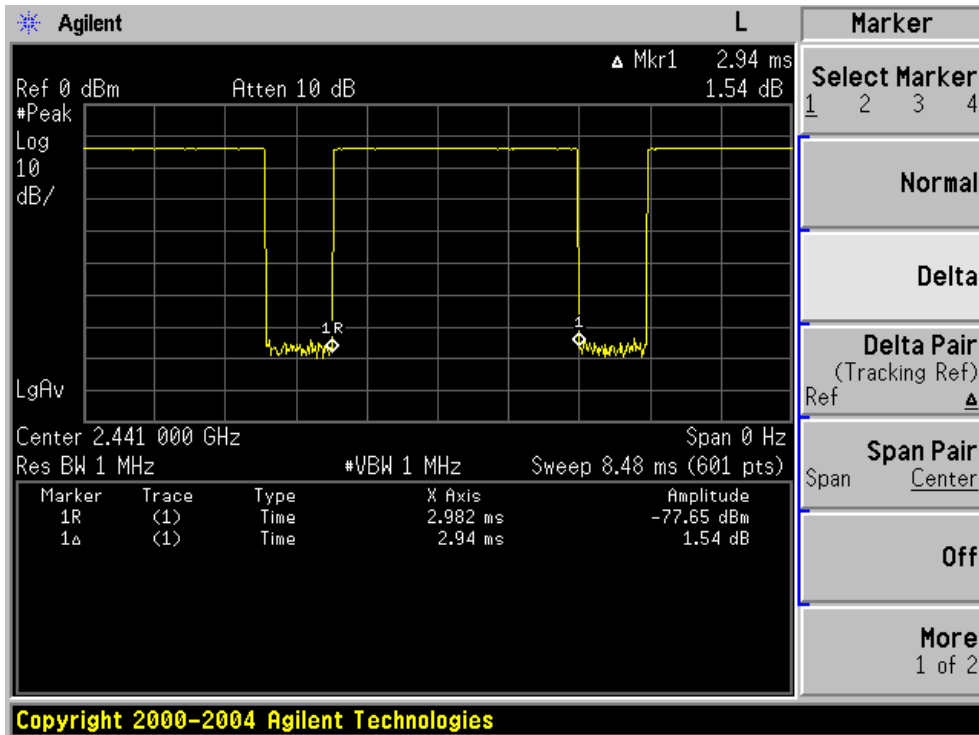 Agilent L Marker
Δ Mkr1 2.94 ms
Ref 0 dBm Atten 10 dB 1.54 dB
#Peak
Log
10
dB/
1R
1
LgAv
Center 2.441 000 GHz Span 0 Hz
Res BW 1 MHz #VBW 1 MHz Sweep 8.48 ms (601 pts)
Marker Trace Type X Axis Amplitude
1R (1) Time 2.982 ms -77.65 dBm
1Δ (1) Time 2.94 ms 1.54 dB
Select Marker
1 2 3 4
Normal
Delta
Delta Pair
(Tracking Ref)
Ref Δ
Span Pair
Span Center
Off
More
1 of 2
Copyright 2000-2004 Agilent Technologies